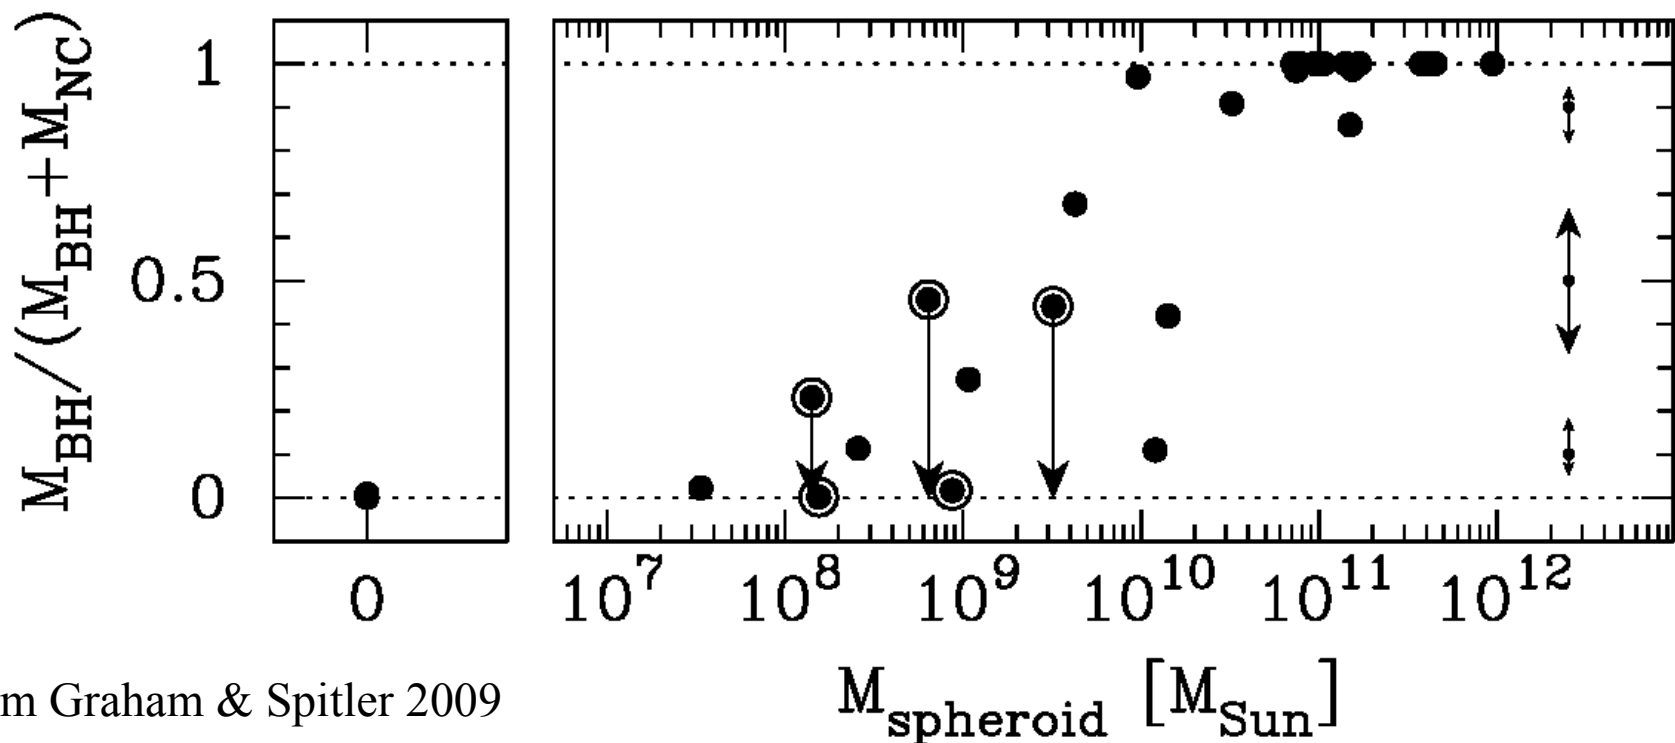 M_BH/(M_BH+M_NC)
1
0.5
0
0
10^7 10^8 10^9 10^10 10^11 10^12
M_spheroid [M_Sun]
m Graham & Spitler 2009